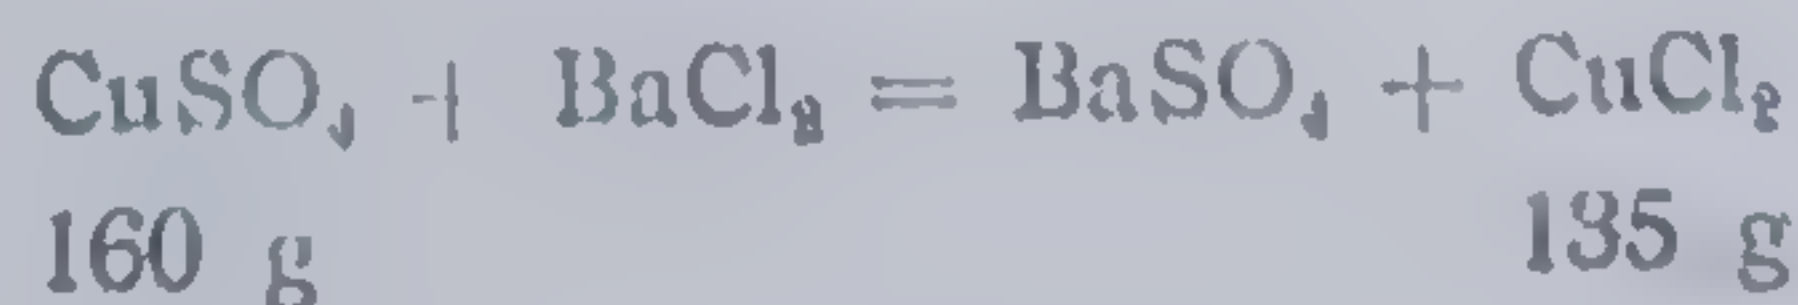 CuSO₄ + BaCl₂ = BaSO₄ + CuCl₂
160 g 135 g